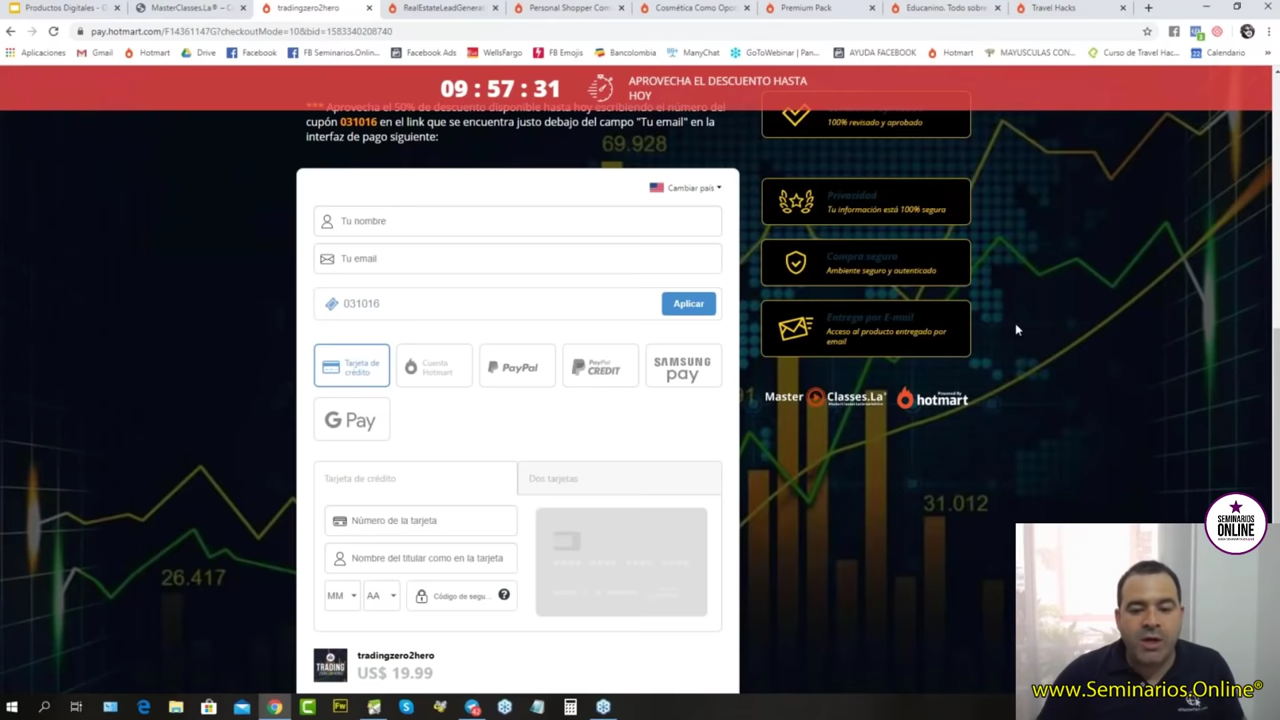 Productos Digitales - G
MasterClasses.La® – C
tradingzero2hero
RealEstateLeadGenera
Personal Shopper Com
Cosmética Como Opor
Premium Pack
Educanino. Todo sobre
Travel Hacks
pay.hotmart.com/F14361147G?checkoutMode=10&bid=1583340208740
Aplicaciones
Gmail
Hotmart
Drive
Facebook
FB Seminarios.Onlin...
Facebook Ads
WellsFargo
FB Emojis
Bancolombia
ManyChat
GoToWebinar | Pan...
AYUDA FACEBOOK
Hotmart
MAYUSCULAS CON...
Curso de Travel Hac...
Calendario
09 : 57 : 31
APROVECHA EL DESCUENTO HASTA
HOY
*** Aprovecha el 50% de descuento disponible hasta hoy escribiendo el número del
cupón 031016 en el link que se encuentra justo debajo del campo "Tu email" en la
interfaz de pago siguiente:
69.928
100% revisado y aprobado
Cambiar país
Tu nombre
Tu email
031016
Aplicar
Tarjeta de
crédito
Cuenta
Hotmart
PayPal
PayPal
CREDIT
SAMSUNG
pay
G Pay
Privacidad
Tu información está 100% segura
Compra segura
Ambiente seguro y autenticado
Entrega por E-mail
Acceso al producto entregado por
email
Master Classes.La®
Powered By
hotmart
Tarjeta de crédito
Dos tarjetas
Número de la tarjeta
Nombre del titular como en la tarjeta
MM
AA
Código de segu...
tradingzero2hero
US$ 19.99
TRADING
26.417
31.012
SEMINARIOS
ONLINE
www.Seminarios.Online®